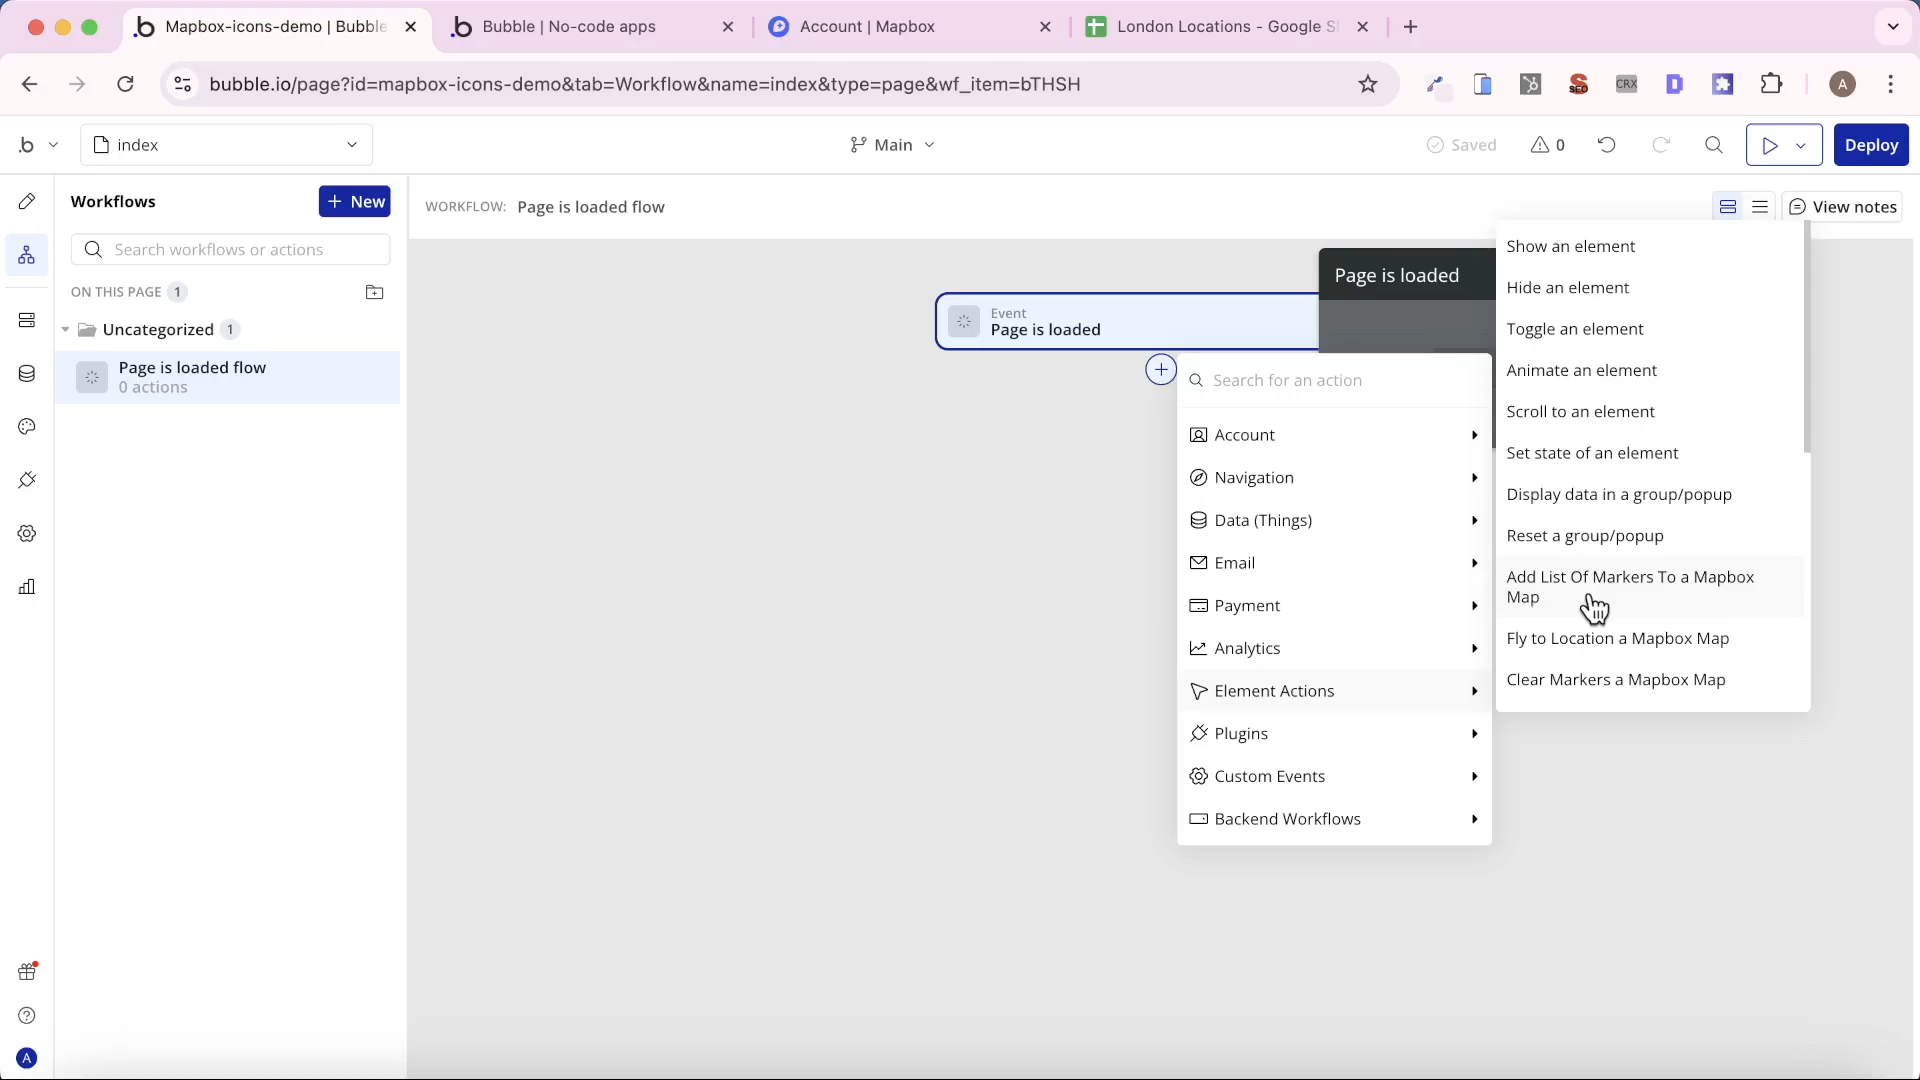 Mapbox-icons-demo | Bubble
Bubble | No-code apps
Account | Mapbox
London Locations - Google S
bubble.io/page?id=mapbox-icons-demo&tab=Workflow&name=index&type=page&wf_item=bTHSH
SEO
CRX
D
A
b
index
Main
Saved
0
Deploy
Workflows
+ New
WORKFLOW: Page is loaded flow
View notes
Search workflows or actions
ON THIS PAGE 1
Uncategorized 1
Page is loaded flow
0 actions
Event
Page is loaded
Page is loaded
Search for an action
Account
Navigation
Data (Things)
Email
Payment
Analytics
Element Actions
Plugins
Custom Events
Backend Workflows
Show an element
Hide an element
Toggle an element
Animate an element
Scroll to an element
Set state of an element
Display data in a group/popup
Reset a group/popup
Add List Of Markers To a Mapbox
Map
Fly to Location a Mapbox Map
Clear Markers a Mapbox Map
A